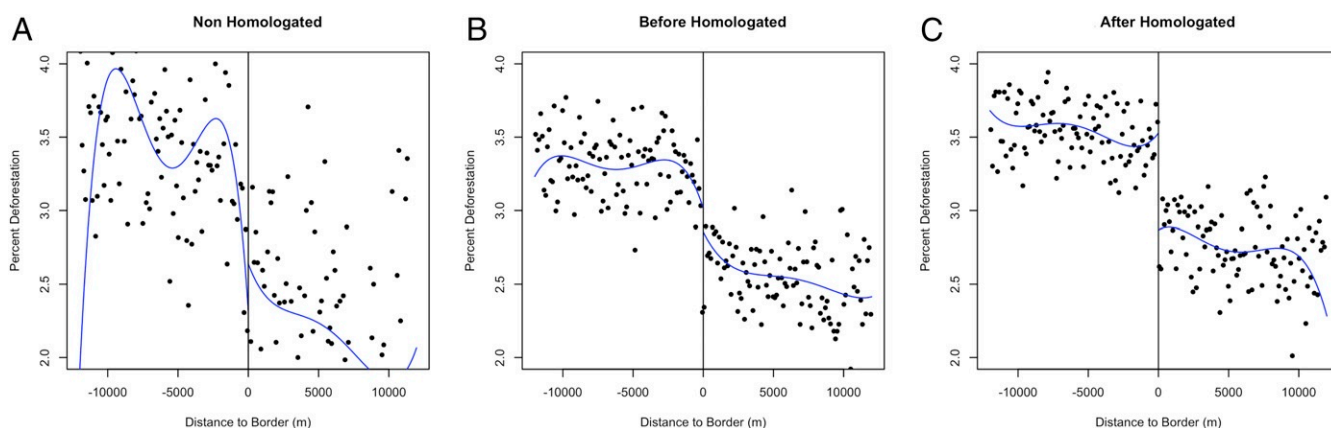 A
Non Homologated
Percent Deforestation
4.0
3.5
3.0
2.5
2.0
-10000 -5000 0 5000 10000
Distance to Border (m)
B
Before Homologated
Percent Deforestation
4.0
3.5
3.0
2.5
2.0
-10000 -5000 0 5000 10000
Distance to Border (m)
C
After Homologated
Percent Deforestation
4.0
3.5
3.0
2.5
2.0
-10000 -5000 0 5000 10000
Distance to Border (m)